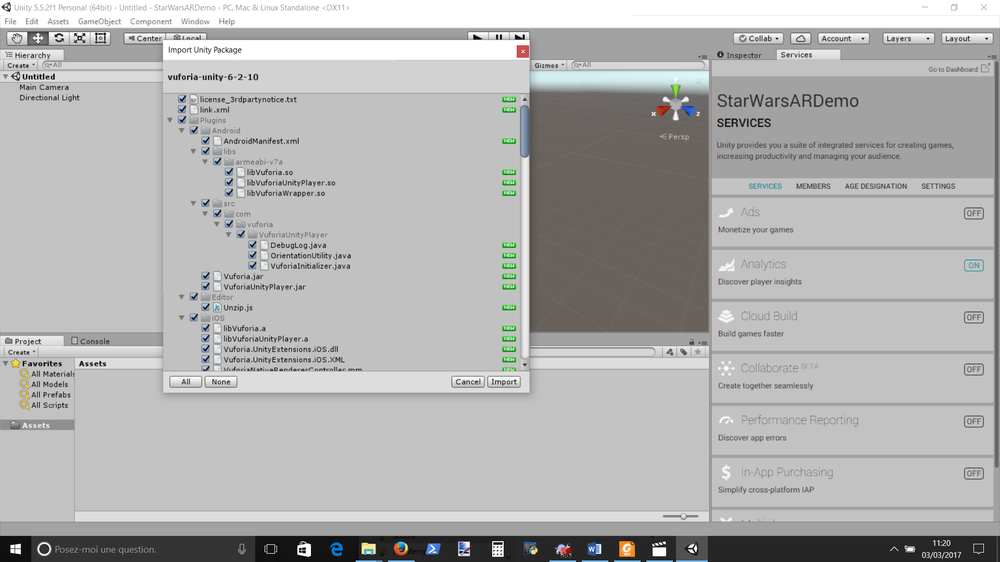 Unity 5.5.2f1 Personal (64bit) - Untitled - StarWarsARDemo - PC, Mac & Linux Standalone <DX11>
File Edit Assets GameObject Component Window Help
Center Local
Collab Account Layers Layout
Hierarchy
Create All
Untitled
Main Camera
Directional Light
Import Unity Package
vuforia-unity-6-2-10
license_3rdpartynotice.txt NEW
link.xml NEW
Plugins
Android
AndroidManifest.xml NEW
libs
armeabi-v7a
libVuforia.so NEW
libVuforiaUnityPlayer.so NEW
libVuforiaWrapper.so NEW
src
com
vuforia
VuforiaUnityPlayer
DebugLog.java NEW
OrientationUtility.java NEW
VuforiaInitializer.java NEW
Vuforia.jar NEW
VuforiaUnityPlayer.jar NEW
Editor
Js Unzip.js NEW
iOS
libVuforia.a NEW
libVuforiaUnityPlayer.a NEW
Vuforia.UnityExtensions.iOS.dll NEW
Vuforia.UnityExtensions.iOS.XML NEW
VuforiaNativeRendererController.mm NEW
All None Cancel Import
Gizmos All
y
x z
Persp
Inspector Services
Go to Dashboard
StarWarsARDemo
SERVICES
Unity provides you a suite of integrated services for creating games,
increasing productivity and managing your audience.
SERVICES MEMBERS AGE DESIGNATION SETTINGS
Ads OFF
Monetize your games
Analytics ON
Discover player insights
Cloud Build OFF
Build games faster
Collaborate BETA OFF
Create together seamlessly
Performance Reporting OFF
Discover app errors
In-App Purchasing OFF
Simplify cross-platform IAP
Project Console
Create
Favorites
All Materials
All Models
All Prefabs
All Scripts
Assets
Assets
Posez-moi une question.
11:20
03/03/2017